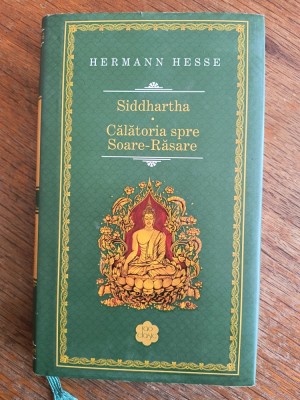 HERMANN HESSE
Siddhartha
•
Călătoria spre
Soare-Răsare